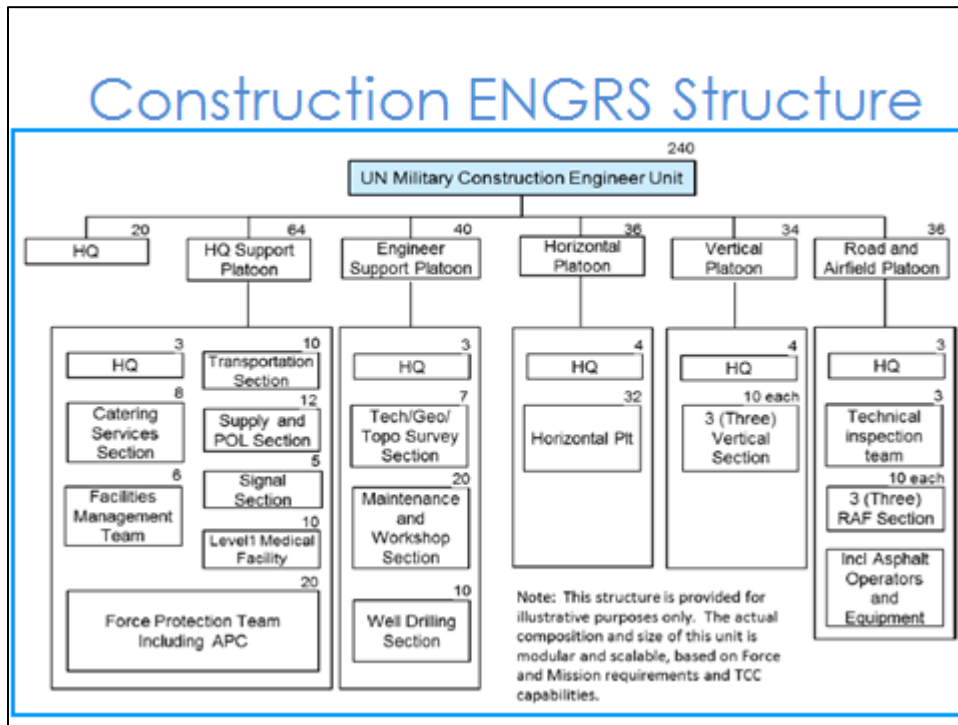 Construction ENGRS Structure
240
UN Military Construction Engineer Unit
20
HQ
64
HQ Support
Platoon
40
Engineer
Support Platoon
36
Horizontal
Platoon
34
Vertical
Platoon
36
Road and
Airfield Platoon
3
HQ
8
Catering
Services
Section
6
Facilities
Management
Team
10
Transportation
Section
12
Supply and
POL Section
5
Signal
Section
10
Level1 Medical
Facility
20
Force Protection Team
Including APC
3
HQ
7
Tech/Geo/
Topo Survey
Section
20
Maintenance
and
Workshop
Section
10
Well Drilling
Section
4
HQ
32
Horizontal Plt
4
HQ
10 each
3 (Three)
Vertical
Section
3
HQ
3
Technical
inspection
team
10 each
3 (Three)
RAF Section
Incl Asphalt
Operators
and
Equipment
Note: This structure is provided for
illustrative purposes only. The actual
composition and size of this unit is
modular and scalable, based on Force
and Mission requirements and TCC
capabilities.